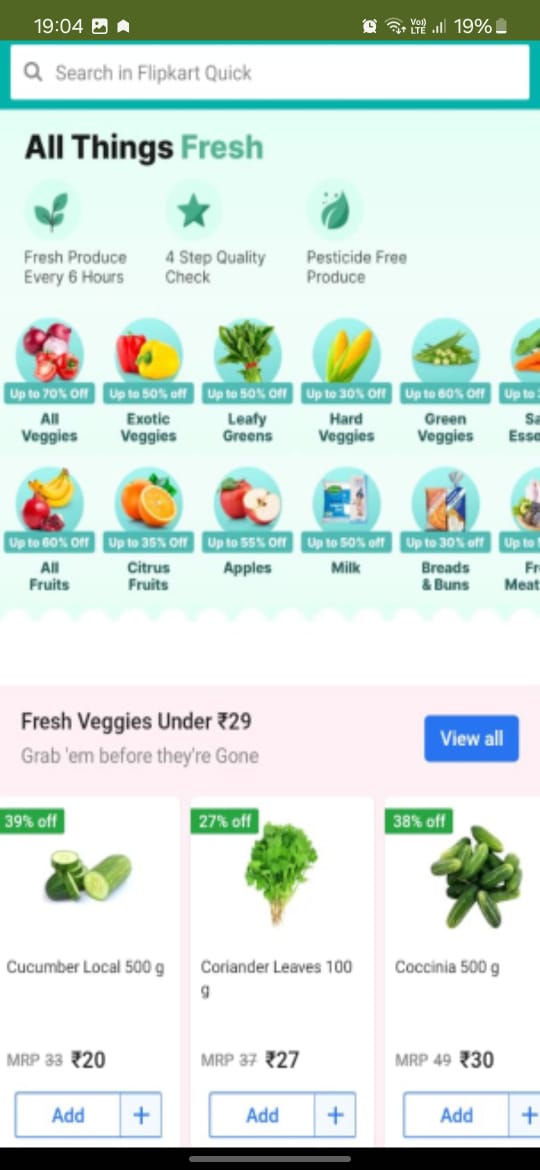 19:04
Vo)) LTE 19%
Search in Flipkart Quick
All Things Fresh
Fresh Produce Every 6 Hours
4 Step Quality Check
Pesticide Free Produce
Up to 70% Off
Up to 50% off
Up to 50% Off
Up to 30% Off
Up to 60% Off
Up to
All Veggies
Exotic Veggies
Leafy Greens
Hard Veggies
Green Veggies
Sa
Esse
Up to 60% Off
Up to 35% Off
Up to 55% Off
Up to 50% off
Up to 30% off
Up to
All Fruits
Citrus Fruits
Apples
Milk
Breads & Buns
Fr
Meat
Fresh Veggies Under ₹29
View all
Grab 'em before they're Gone
39% off
27% off
38% off
Cucumber Local 500 g
Coriander Leaves 100 g
Coccinia 500 g
MRP 33 ₹20
MRP 37 ₹27
MRP 49 ₹30
Add +
Add +
Add +